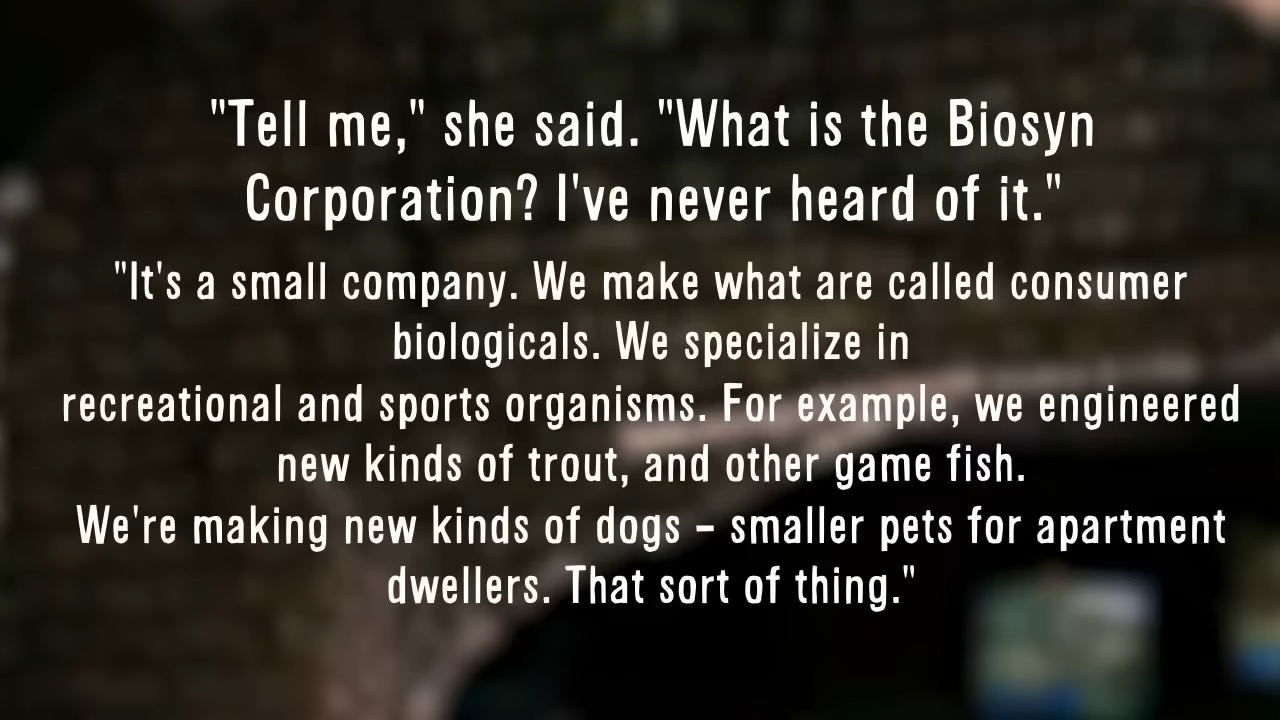 "Tell me," she said. "What is the Biosyn
Corporation? I've never heard of it."
"It's a small company. We make what are called consumer
biologicals. We specialize in
recreational and sports organisms. For example, we engineered
new kinds of trout, and other game fish.
We're making new kinds of dogs – smaller pets for apartment
dwellers. That sort of thing."